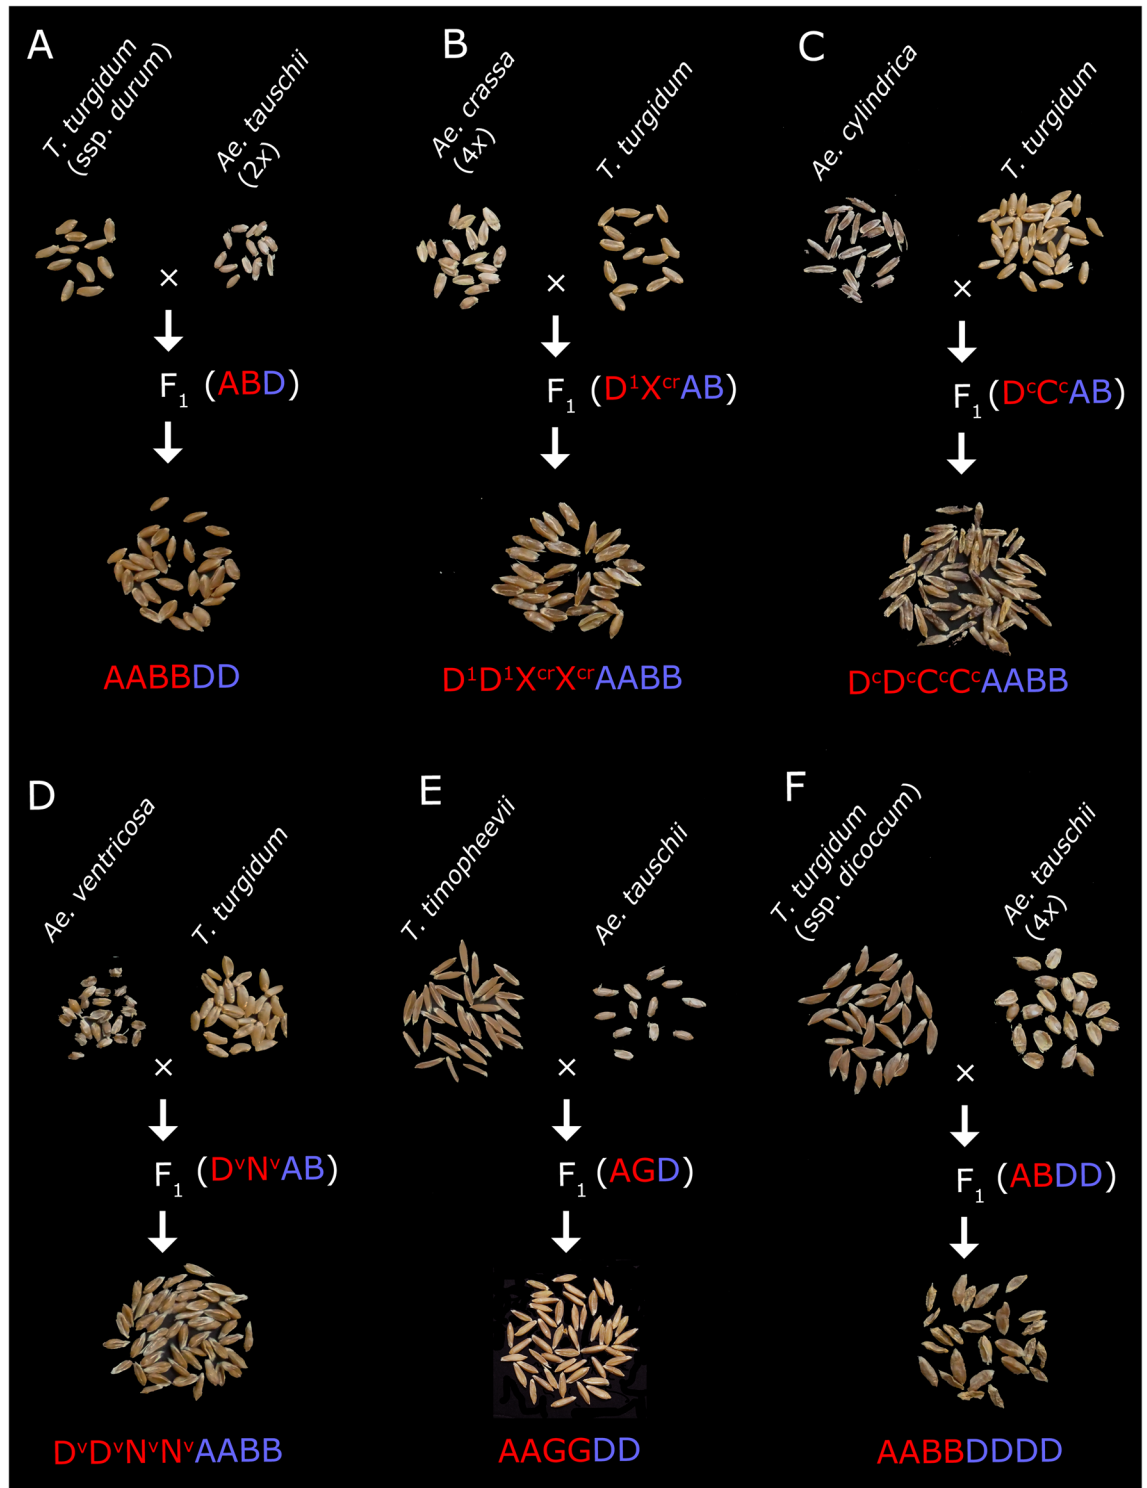 A
T. turgidum
(ssp. durum)
Ae. tauschii
(2x)
×
F₁ (ABD)
AABBDD
B
Ae. crassa
(4x)
T. turgidum
×
F₁ (D¹XᶜʳAB)
D¹D¹XᶜʳXᶜʳAABB
C
Ae. cylindrica
T. turgidum
×
F₁ (DᶜCᶜAB)
DᶜDᶜCᶜCᶜAABB
D
Ae. ventricosa
T. turgidum
×
F₁ (DᵛNᵛAB)
DᵛDᵛNᵛNᵛAABB
E
T. timopheevii
Ae. tauschii
×
F₁ (AGD)
AAGGDD
F
T. turgidum
(ssp. dicoccum)
Ae. tauschii
(4x)
×
F₁ (ABDD)
AABBDDDD